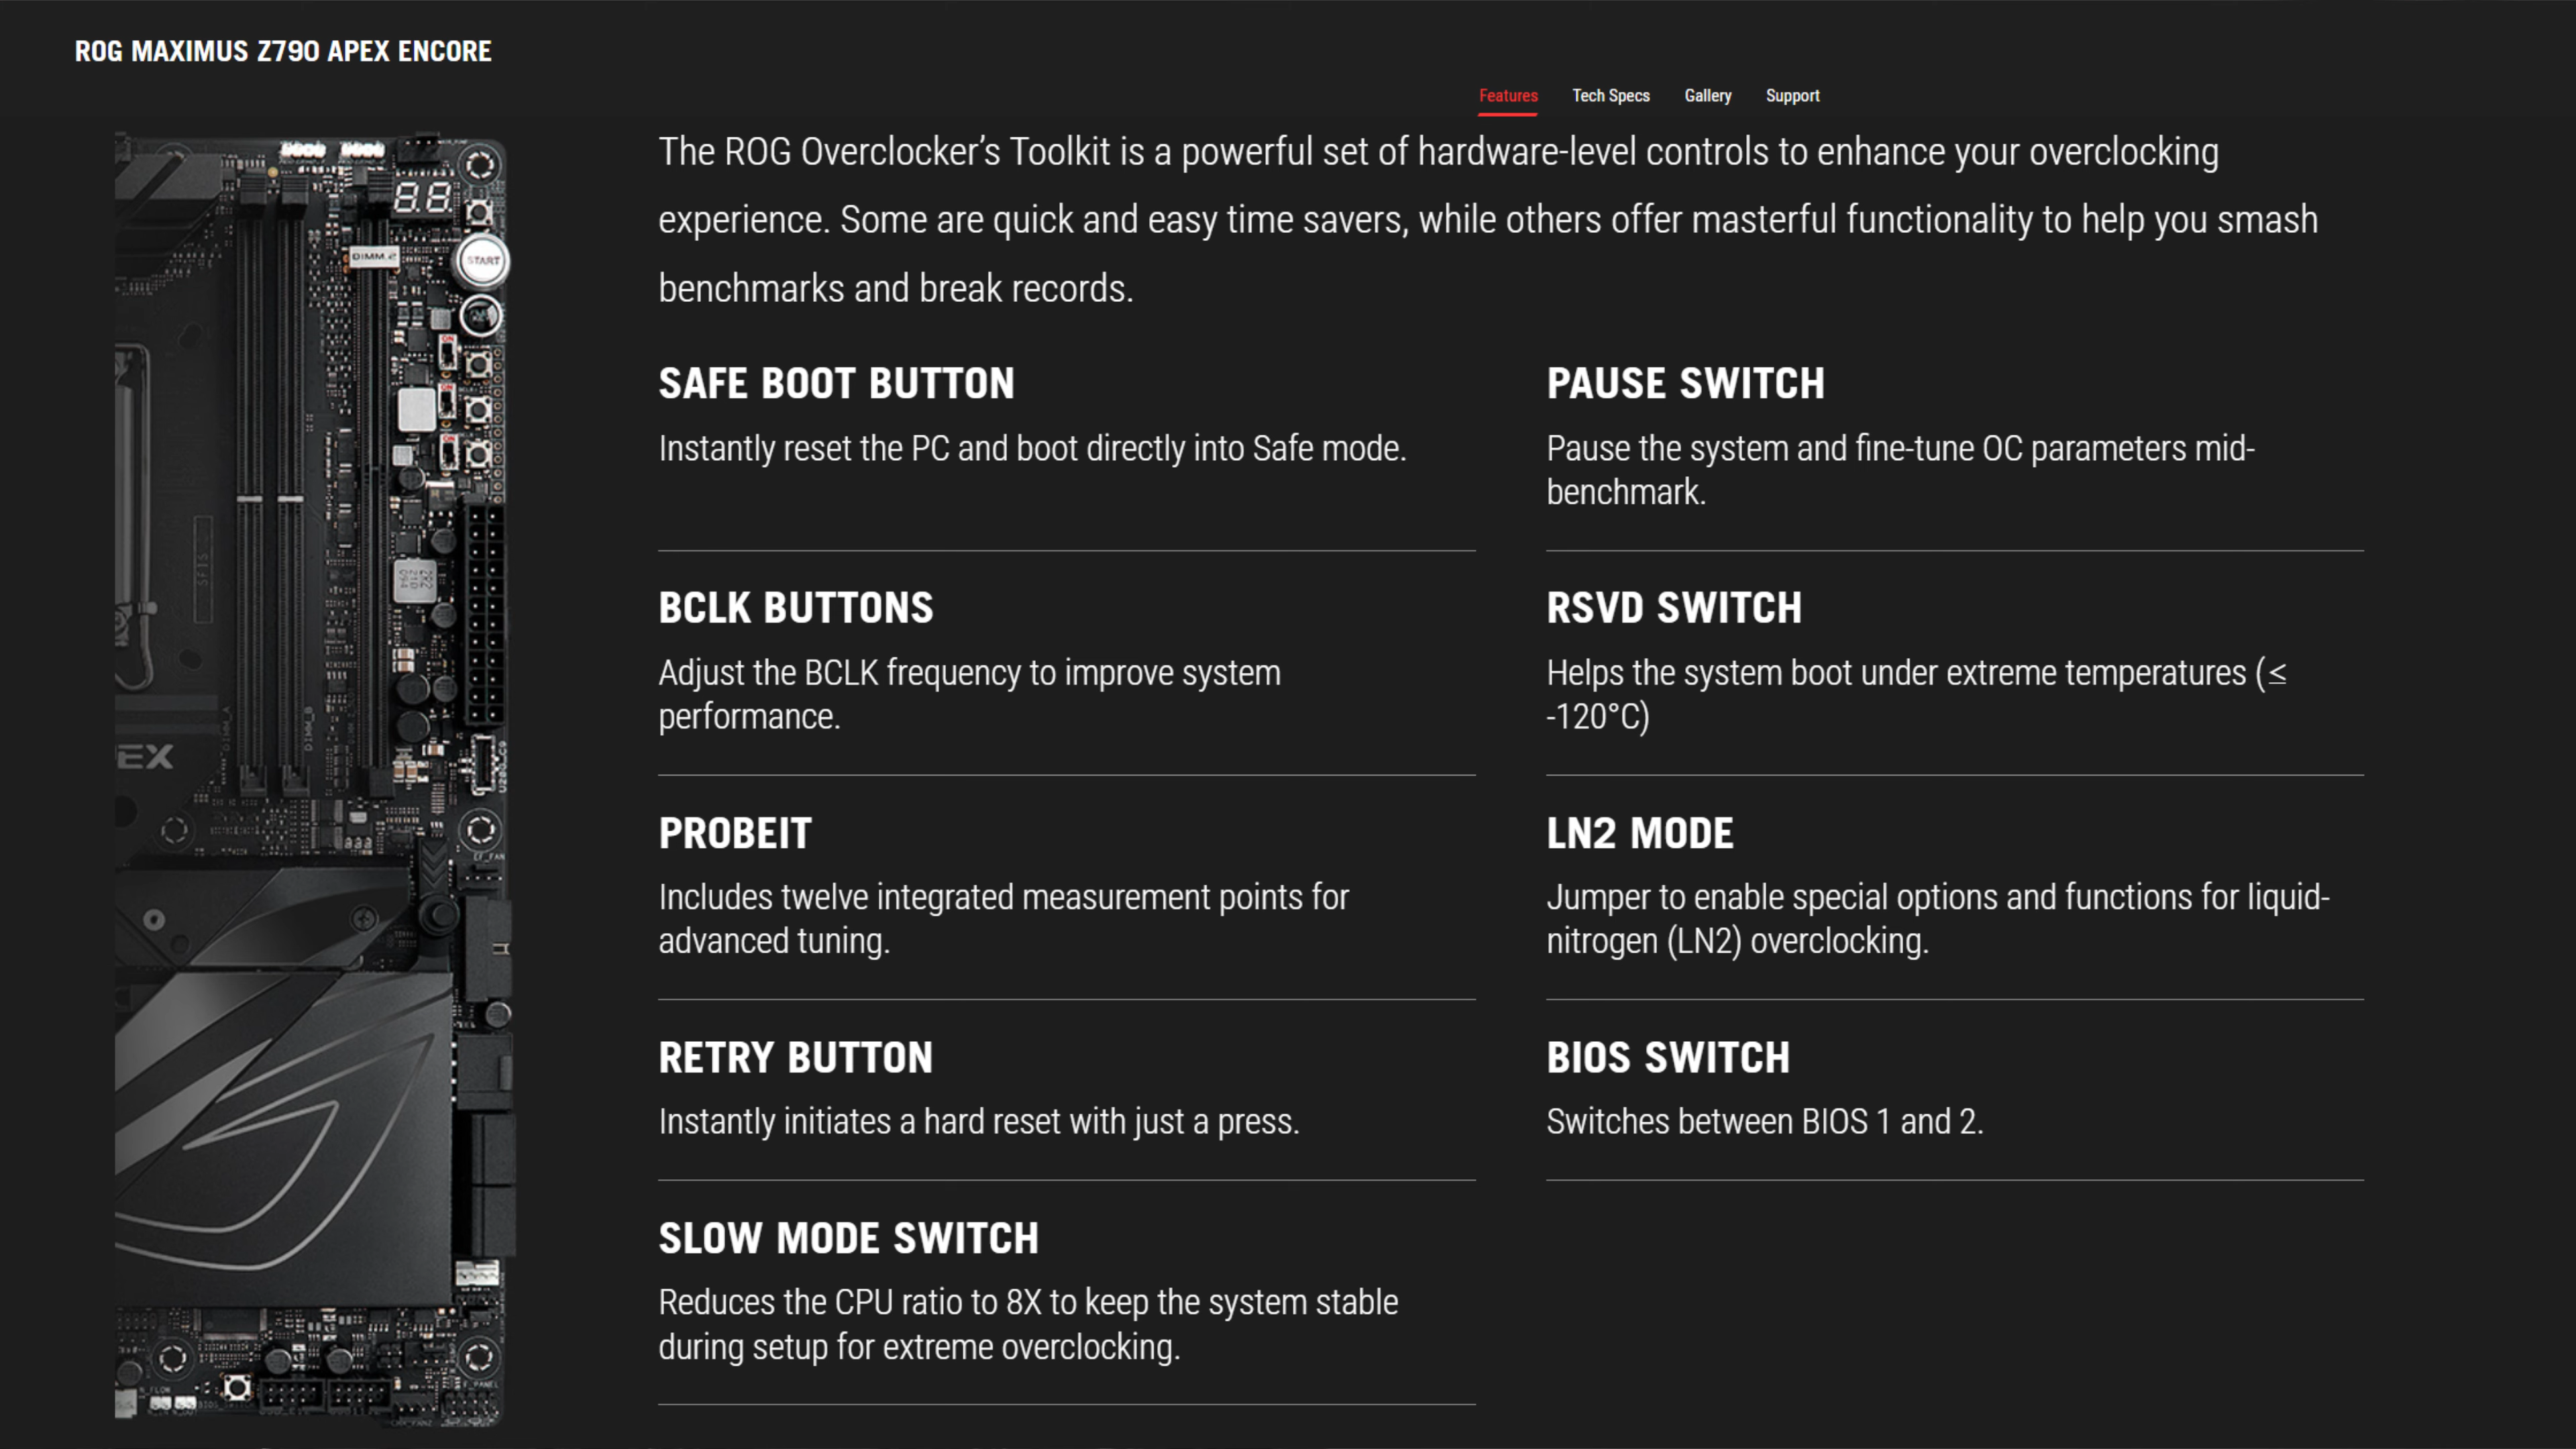 ROG MAXIMUS Z790 APEX ENCORE
Features
Tech Specs
Gallery
Support
The ROG Overclocker’s Toolkit is a powerful set of hardware-level controls to enhance your overclocking
experience. Some are quick and easy time savers, while others offer masterful functionality to help you smash
benchmarks and break records.
SAFE BOOT BUTTON
Instantly reset the PC and boot directly into Safe mode.
PAUSE SWITCH
Pause the system and fine-tune OC parameters mid-
benchmark.
BCLK BUTTONS
Adjust the BCLK frequency to improve system
performance.
RSVD SWITCH
Helps the system boot under extreme temperatures (≤
-120°C)
PROBEIT
Includes twelve integrated measurement points for
advanced tuning.
LN2 MODE
Jumper to enable special options and functions for liquid-
nitrogen (LN2) overclocking.
RETRY BUTTON
Instantly initiates a hard reset with just a press.
BIOS SWITCH
Switches between BIOS 1 and 2.
SLOW MODE SWITCH
Reduces the CPU ratio to 8X to keep the system stable
during setup for extreme overclocking.
8.8.
DIMM.2
START
ON
ON
ON
DIMM_A
DIMM_B
EX